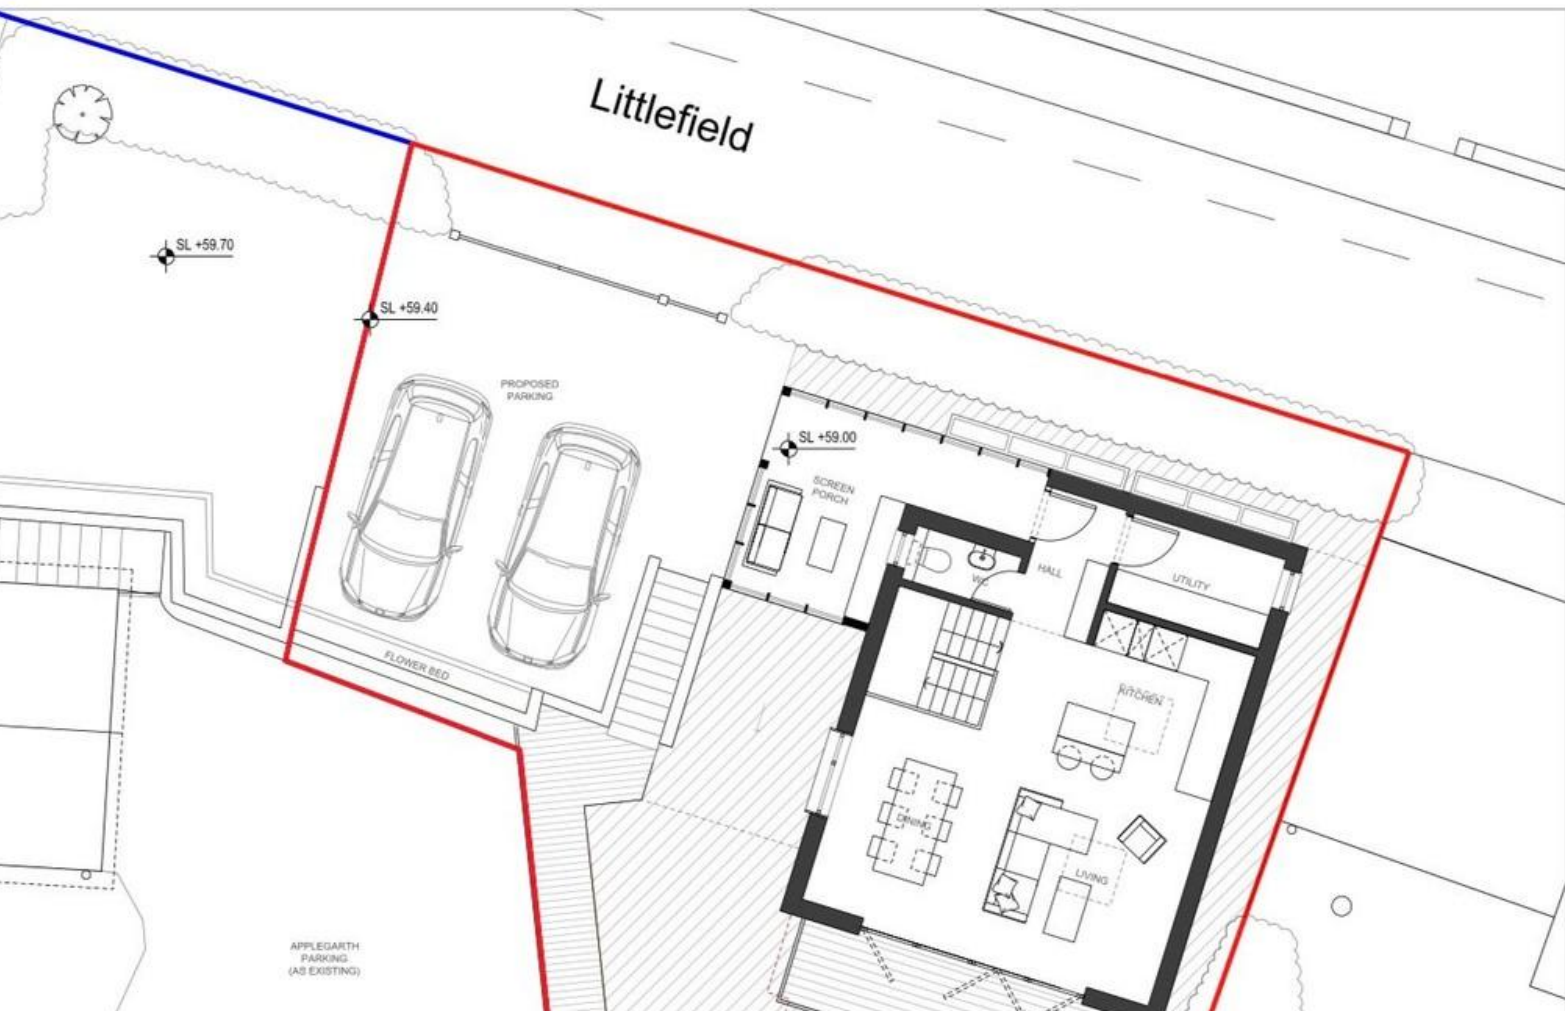 Littlefield
SL +59.70
SL +59.40
PROPOSED
PARKING
SL +59.00
SCREEN
PORCH
WC
HALL
UTILITY
KITCHEN
FLOWER BED
DINING
LIVING
APPLEGARTH
PARKING
(AS EXISTING)